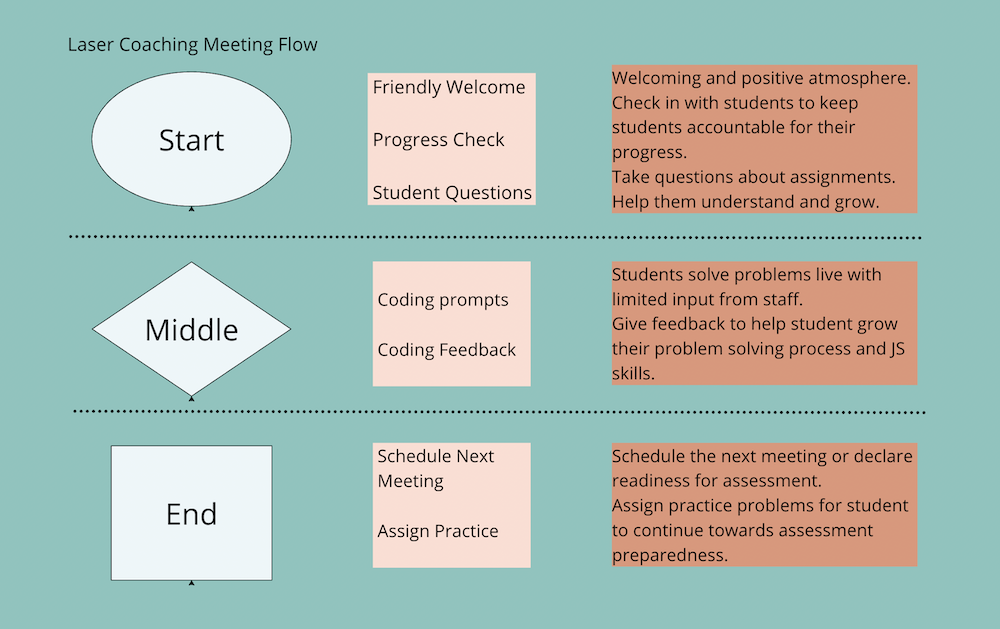 Laser Coaching Meeting Flow
Start
Friendly Welcome
Progress Check
Student Questions
Welcoming and positive atmosphere.
Check in with students to keep
students accountable for their
progress.
Take questions about assignments.
Help them understand and grow.
Middle
Coding prompts
Coding Feedback
Students solve problems live with
limited input from staff.
Give feedback to help student grow
their problem solving process and JS
skills.
End
Schedule Next
Meeting
Assign Practice
Schedule the next meeting or declare
readiness for assessment.
Assign practice problems for student
to continue towards assessment
preparedness.